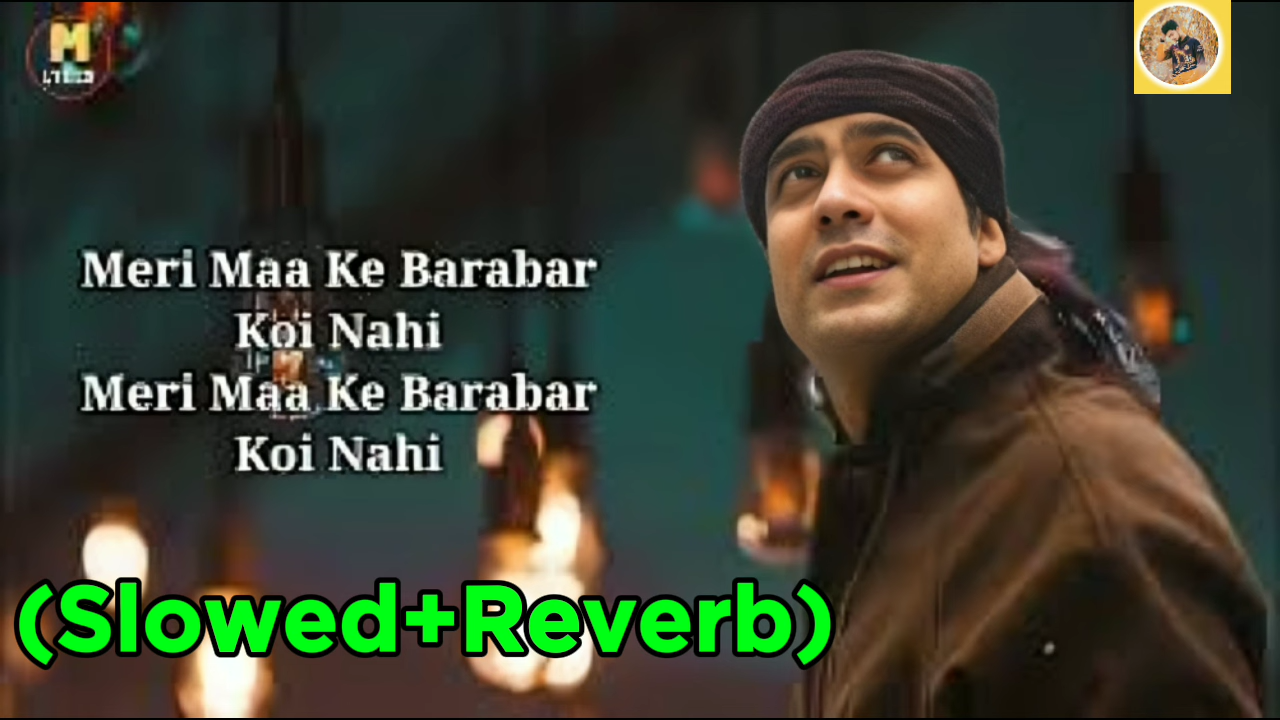 M
Meri Maa Ke Barabar
Koi Nahi
Meri Maa Ke Barabar
Koi Nahi
(Slowed+Reverb)